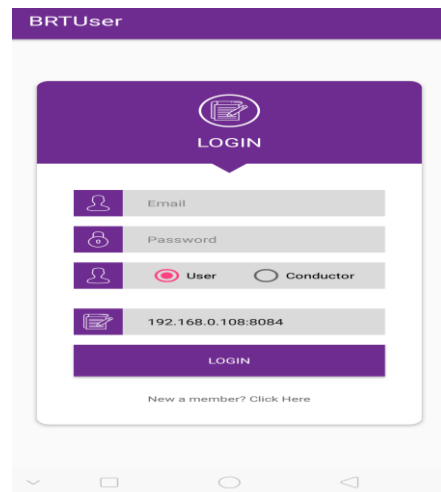 BRTUser
LOGIN
Email
Password
User Conductor
192.168.0.108:8084
LOGIN
New a member? Click Here